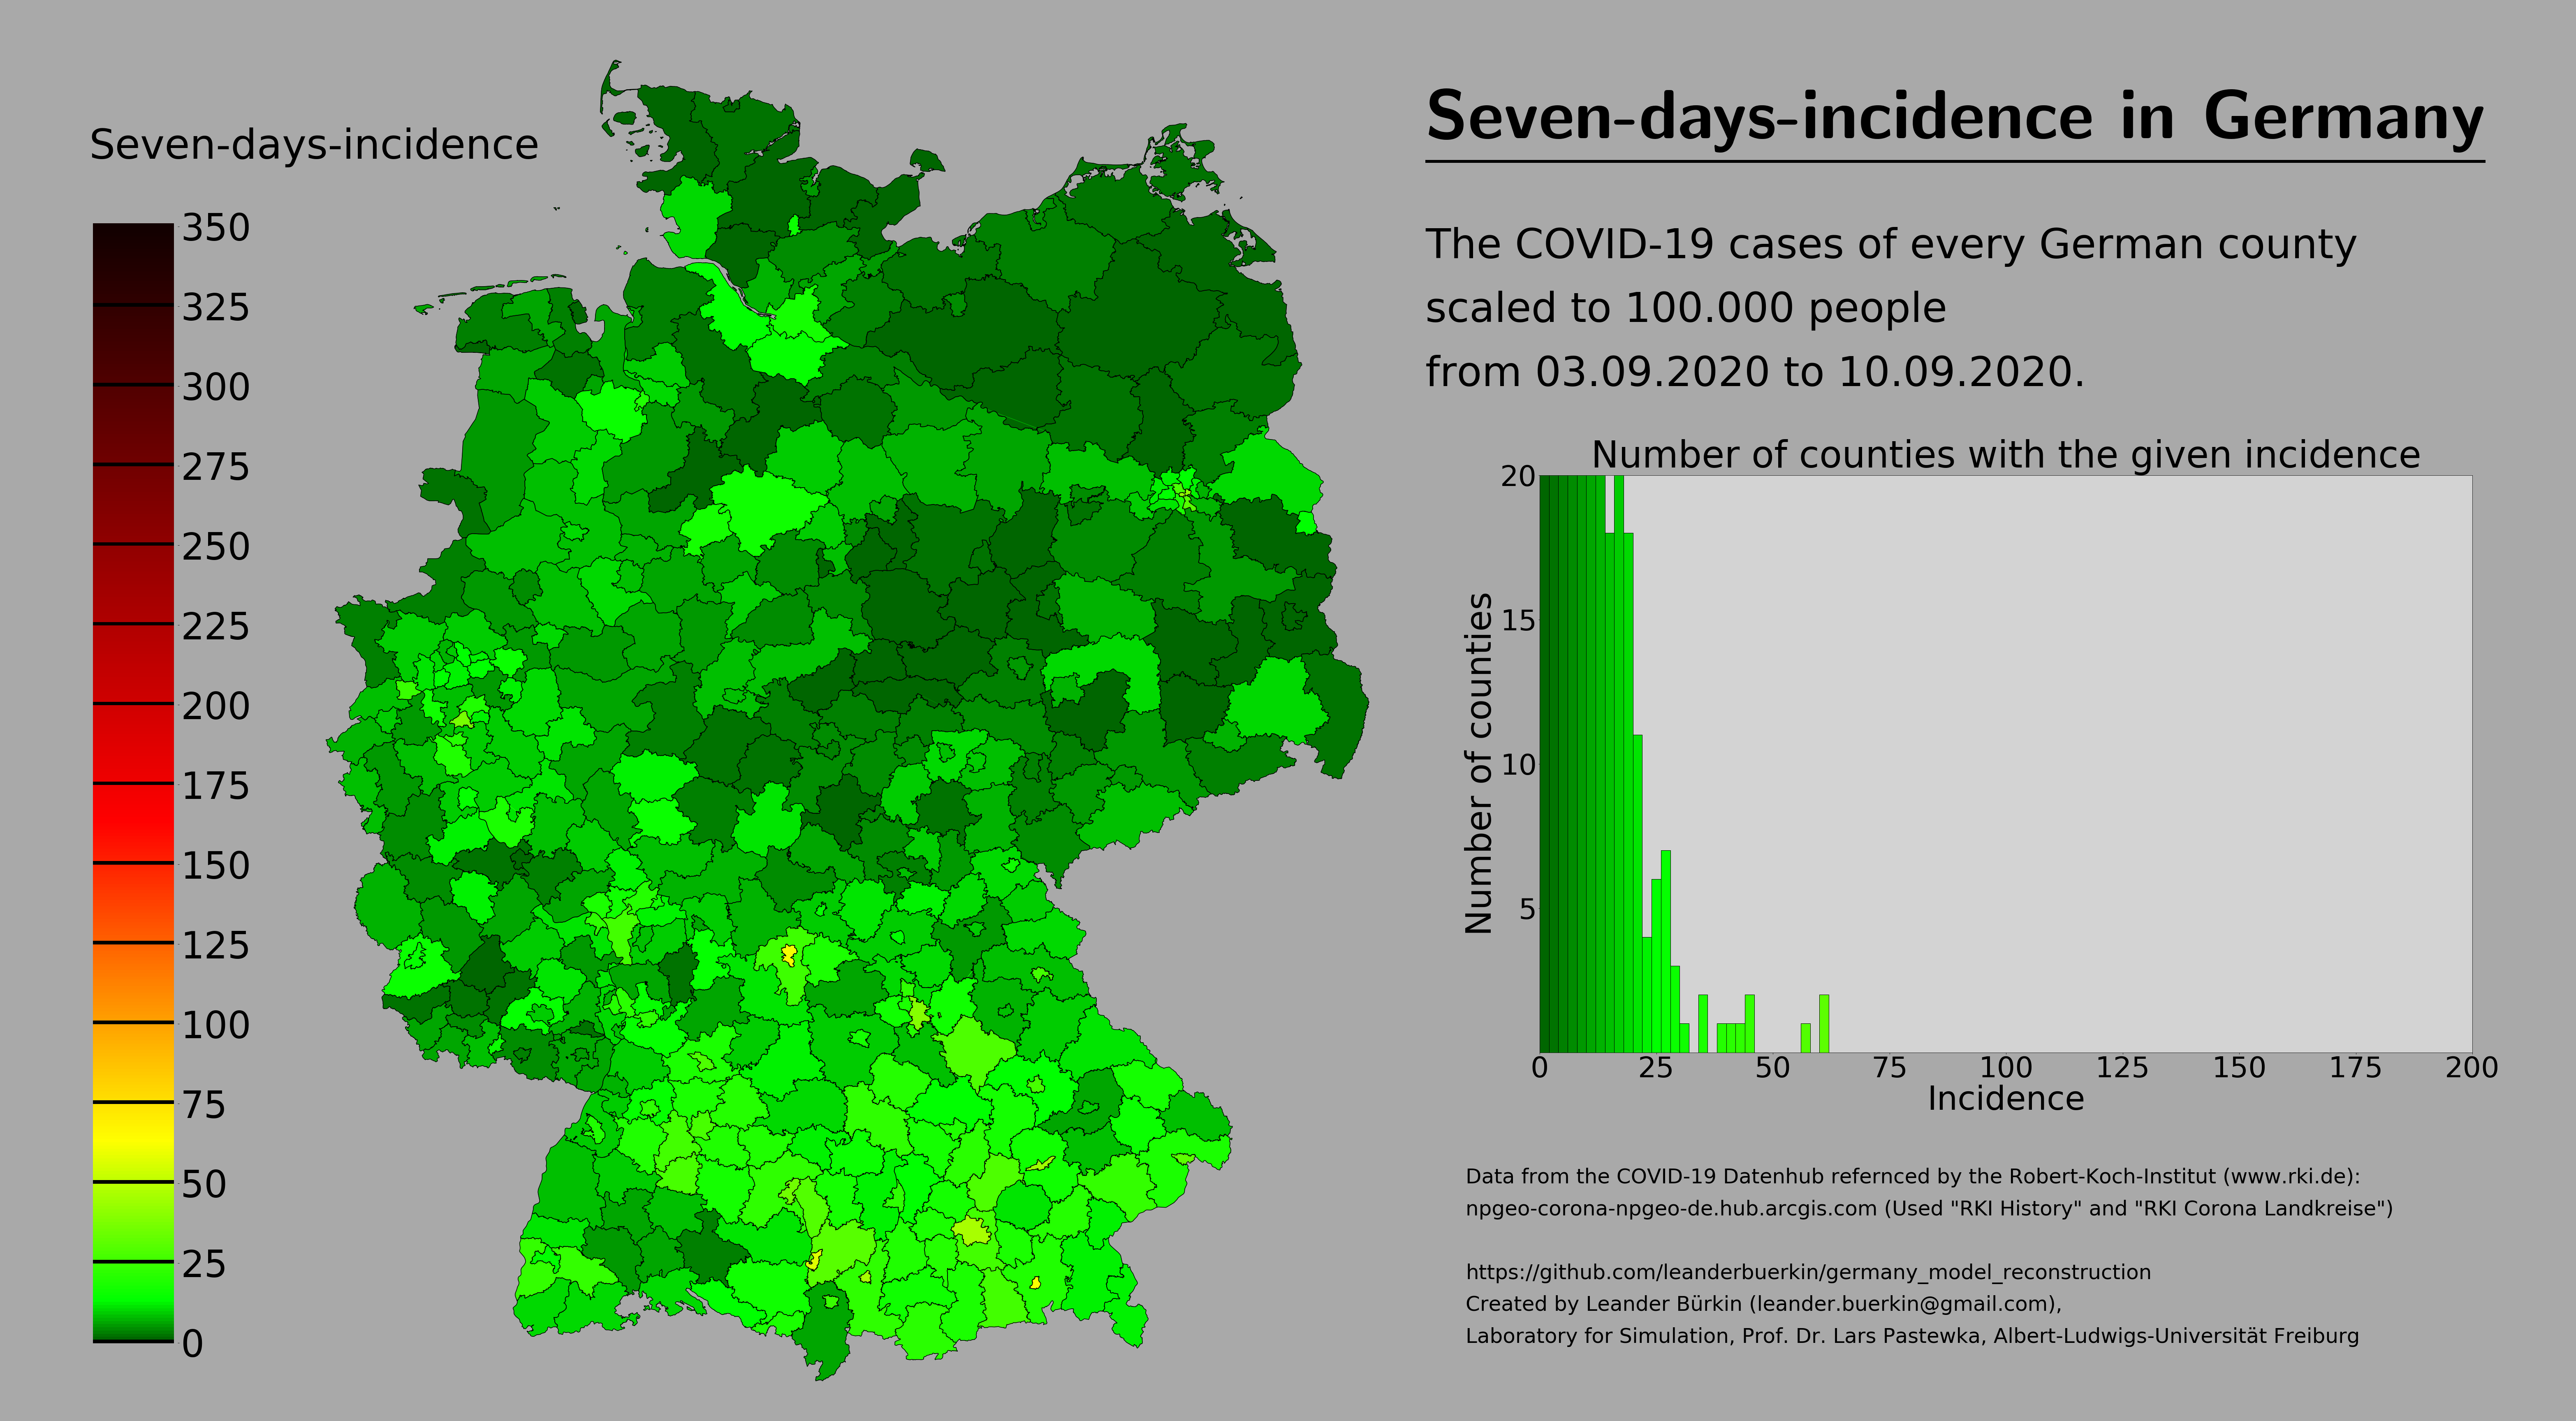 Seven-days-incidence in Germany
Seven-days-incidence
350
325
300
275
250
225
200
175
150
125
100
75
50
25
0
The COVID-19 cases of every German county
scaled to 100.000 people
from 03.09.2020 to 10.09.2020.
Number of counties with the given incidence
20
15
10
5
Number of counties
0 25 50 75 100 125 150 175 200
Incidence
Data from the COVID-19 Datenhub refernced by the Robert-Koch-Institut (www.rki.de):
npgeo-corona-npgeo-de.hub.arcgis.com (Used "RKI History" and "RKI Corona Landkreise")
https://github.com/leanderbuerkin/germany_model_reconstruction
Created by Leander Bürkin (leander.buerkin@gmail.com),
Laboratory for Simulation, Prof. Dr. Lars Pastewka, Albert-Ludwigs-Universität Freiburg